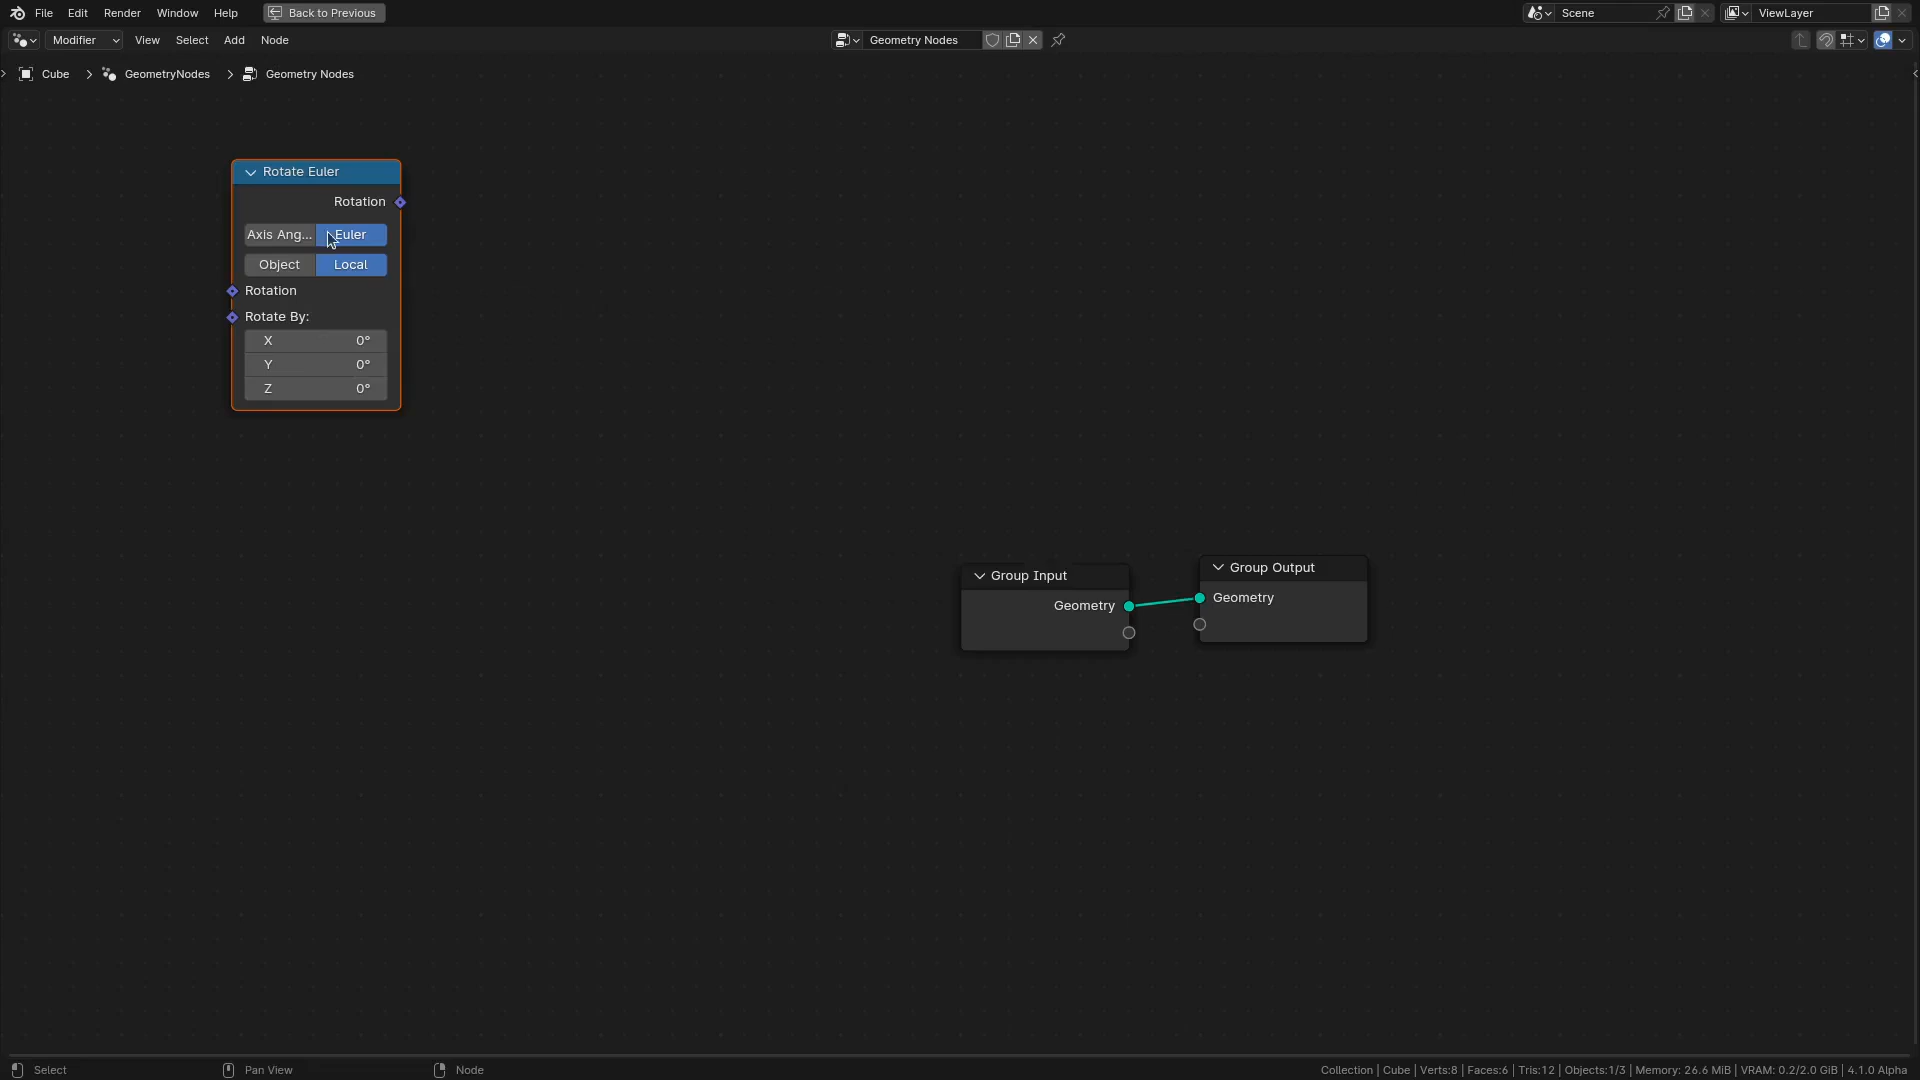 File Edit Render Window Help Back to Previous Scene ViewLayer
Modifier View Select Add Node Geometry Nodes
Cube GeometryNodes Geometry Nodes
Rotate Euler
Rotation
Axis Ang... Euler
Object Local
Rotation
Rotate By:
X 0°
Y 0°
Z 0°
Group Input
Geometry
Group Output
Geometry
Select Pan View Node Collection | Cube | Verts:8 | Faces:6 | Tris:12 | Objects:1/3 | Memory: 26.6 MiB | VRAM: 0.2/2.0 GiB | 4.1.0 Alpha